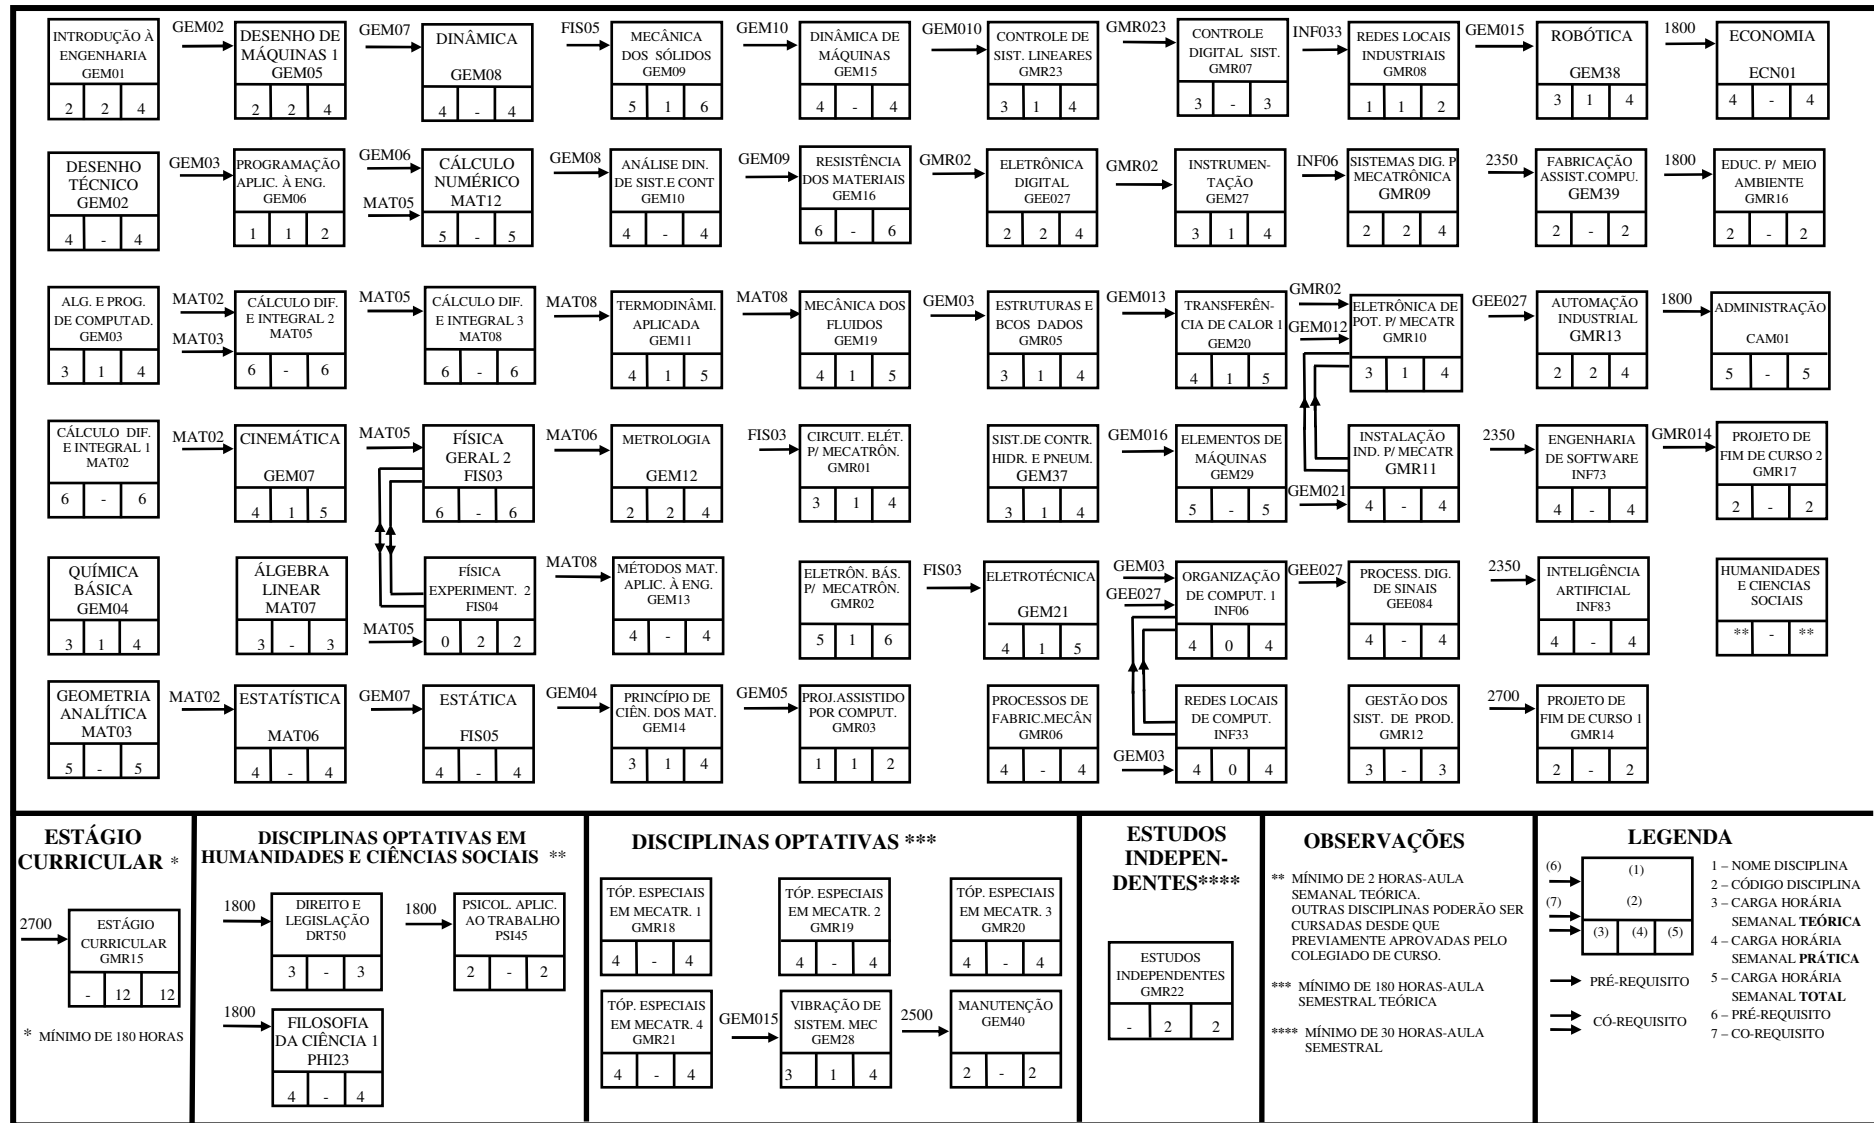 INTRODUÇÃO À
ENGENHARIA
GEM01
2 2 4
GEM02
DESENHO DE
MÁQUINAS 1
GEM05
2 2 4
GEM07
DINÂMICA
GEM08
4 - 4
FIS05
MECÂNICA
DOS SÓLIDOS
GEM09
5 1 6
GEM10
DINÂMICA DE
MÁQUINAS
GEM15
4 - 4
GEM010
CONTROLE DE
SIST. LINEARES
GMR23
3 1 4
GMR023
CONTROLE
DIGITAL SIST.
GMR07
3 - 3
INF033
REDES LOCAIS
INDUSTRIAIS
GMR08
1 1 2
GEM015
ROBÓTICA
GEM38
3 1 4
1800
ECONOMIA
ECN01
4 - 4
DESENHO
TÉCNICO
GEM02
4 - 4
GEM03
PROGRAMAÇÃO
APLIC. À ENG.
GEM06
1 1 2
GEM06
MAT05
CÁLCULO
NUMÉRICO
MAT12
5 - 5
GEM08
ANÁLISE DIN.
DE SIST.E CONT
GEM10
4 - 4
GEM09
RESISTÊNCIA
DOS MATERIAIS
GEM16
6 - 6
GMR02
ELETRÔNICA
DIGITAL
GEE027
2 2 4
GMR02
INSTRUMEN-
TAÇÃO
GEM27
3 1 4
INF06
SISTEMAS DIG. P
MECATRÔNICA
GMR09
2 2 4
2350
FABRICAÇÃO
ASSIST.COMPU.
GEM39
2 - 2
1800
EDUC. P/ MEIO
AMBIENTE
GMR16
2 - 2
ALG. E PROG.
DE COMPUTAD.
GEM03
3 1 4
MAT02
MAT03
CÁLCULO DIF.
E INTEGRAL 2
MAT05
6 - 6
MAT05
CÁLCULO DIF.
E INTEGRAL 3
MAT08
6 - 6
MAT08
TERMODINÂMI.
APLICADA
GEM11
4 1 5
MAT08
MECÂNICA DOS
FLUIDOS
GEM19
4 1 5
GEM03
ESTRUTURAS E
BCOS DADOS
GMR05
3 1 4
GEM013
TRANSFERÊN-
CIA DE CALOR 1
GEM20
4 1 5
GMR02
GEM012
ELETRÔNICA DE
POT. P/ MECATR
GMR10
3 1 4
GEE027
AUTOMAÇÃO
INDUSTRIAL
GMR13
2 2 4
1800
ADMINISTRAÇÃO
CAM01
5 - 5
CÁLCULO DIF.
E INTEGRAL 1
MAT02
6 - 6
MAT02
CINEMÁTICA
GEM07
4 1 5
MAT05
FÍSICA
GERAL 2
FIS03
6 - 6
MAT06
METROLOGIA
GEM12
2 2 4
FIS03
CIRCUIT. ELÉT.
P/ MECATRÔN.
GMR01
3 1 4
SIST.DE CONTR.
HIDR. E PNEUM.
GEM37
3 1 4
GEM016
ELEMENTOS DE
MÁQUINAS
GEM29
5 - 5
GEM021
INSTALAÇÃO
IND. P/ MECATR
GMR11
4 - 4
2350
ENGENHARIA
DE SOFTWARE
INF73
4 - 4
GMR014
PROJETO DE
FIM DE CURSO 2
GMR17
2 - 2
QUÍMICA
BÁSICA
GEM04
3 1 4
ÁLGEBRA
LINEAR
MAT07
3 - 3
MAT05
FÍSICA
EXPERIMENT. 2
FIS04
0 2 2
MAT08
MÉTODOS MAT.
APLIC. À ENG.
GEM13
4 - 4
ELETRÔN. BÁS.
P/ MECATRÔN.
GMR02
5 1 6
FIS03
ELETROTÉCNICA
GEM21
4 1 5
GEM03
GEE027
ORGANIZAÇÃO
DE COMPUT. 1
INF06
4 0 4
GEE027
PROCESS. DIG.
DE SINAIS
GEE084
4 - 4
2350
INTELIGÊNCIA
ARTIFICIAL
INF83
4 - 4
HUMANIDADES
E CIENCIAS
SOCIAIS
** - **
GEOMETRIA
ANALÍTICA
MAT03
5 - 5
MAT02
ESTATÍSTICA
MAT06
4 - 4
GEM07
ESTÁTICA
FIS05
4 - 4
GEM04
PRINCÍPIO DE
CIÊN. DOS MAT.
GEM14
3 1 4
GEM05
PROJ.ASSISTIDO
POR COMPUT.
GMR03
1 1 2
PROCESSOS DE
FABRIC.MECÂN
GMR06
4 - 4
GEM03
REDES LOCAIS
DE COMPUT.
INF33
4 0 4
GESTÃO DOS
SIST. DE PROD.
GMR12
3 - 3
2700
PROJETO DE
FIM DE CURSO 1
GMR14
2 - 2
ESTÁGIO
CURRICULAR *
2700
ESTÁGIO
CURRICULAR
GMR15
- 12 12
* MÍNIMO DE 180 HORAS
DISCIPLINAS OPTATIVAS EM
HUMANIDADES E CIÊNCIAS SOCIAIS **
1800
DIREITO E
LEGISLAÇÃO
DRT50
3 - 3
1800
PSICOL. APLIC.
AO TRABALHO
PSI45
2 - 2
1800
FILOSOFIA
DA CIÊNCIA 1
PHI23
4 - 4
DISCIPLINAS OPTATIVAS ***
TÓP. ESPECIAIS
EM MECATR. 1
GMR18
4 - 4
TÓP. ESPECIAIS
EM MECATR. 2
GMR19
4 - 4
TÓP. ESPECIAIS
EM MECATR. 3
GMR20
4 - 4
TÓP. ESPECIAIS
EM MECATR. 4
GMR21
4 - 4
GEM015
VIBRAÇÃO DE
SISTEM. MEC
GEM28
3 1 4
2500
MANUTENÇÃO
GEM40
2 - 2
ESTUDOS
INDEPEN-
DENTES****
ESTUDOS
INDEPENDENTES
GMR22
- 2 2
OBSERVAÇÕES
** MÍNIMO DE 2 HORAS-AULA
SEMANAL TEÓRICA.
OUTRAS DISCIPLINAS PODERÃO SER
CURSADAS DESDE QUE
PREVIAMENTE APROVADAS PELO
COLEGIADO DE CURSO.
*** MÍNIMO DE 180 HORAS-AULA
SEMESTRAL TEÓRICA
**** MÍNIMO DE 30 HORAS-AULA
SEMESTRAL
LEGENDA
(6)
(7)
(1)
(2)
(3) (4) (5)
PRÉ-REQUISITO
CÓ-REQUISITO
1 – NOME DISCIPLINA
2 – CÓDIGO DISCIPLINA
3 – CARGA HORÁRIA
SEMANAL TEÓRICA
4 – CARGA HORÁRIA
SEMANAL PRÁTICA
5 – CARGA HORÁRIA
SEMANAL TOTAL
6 – PRÉ-REQUISITO
7 – CO-REQUISITO